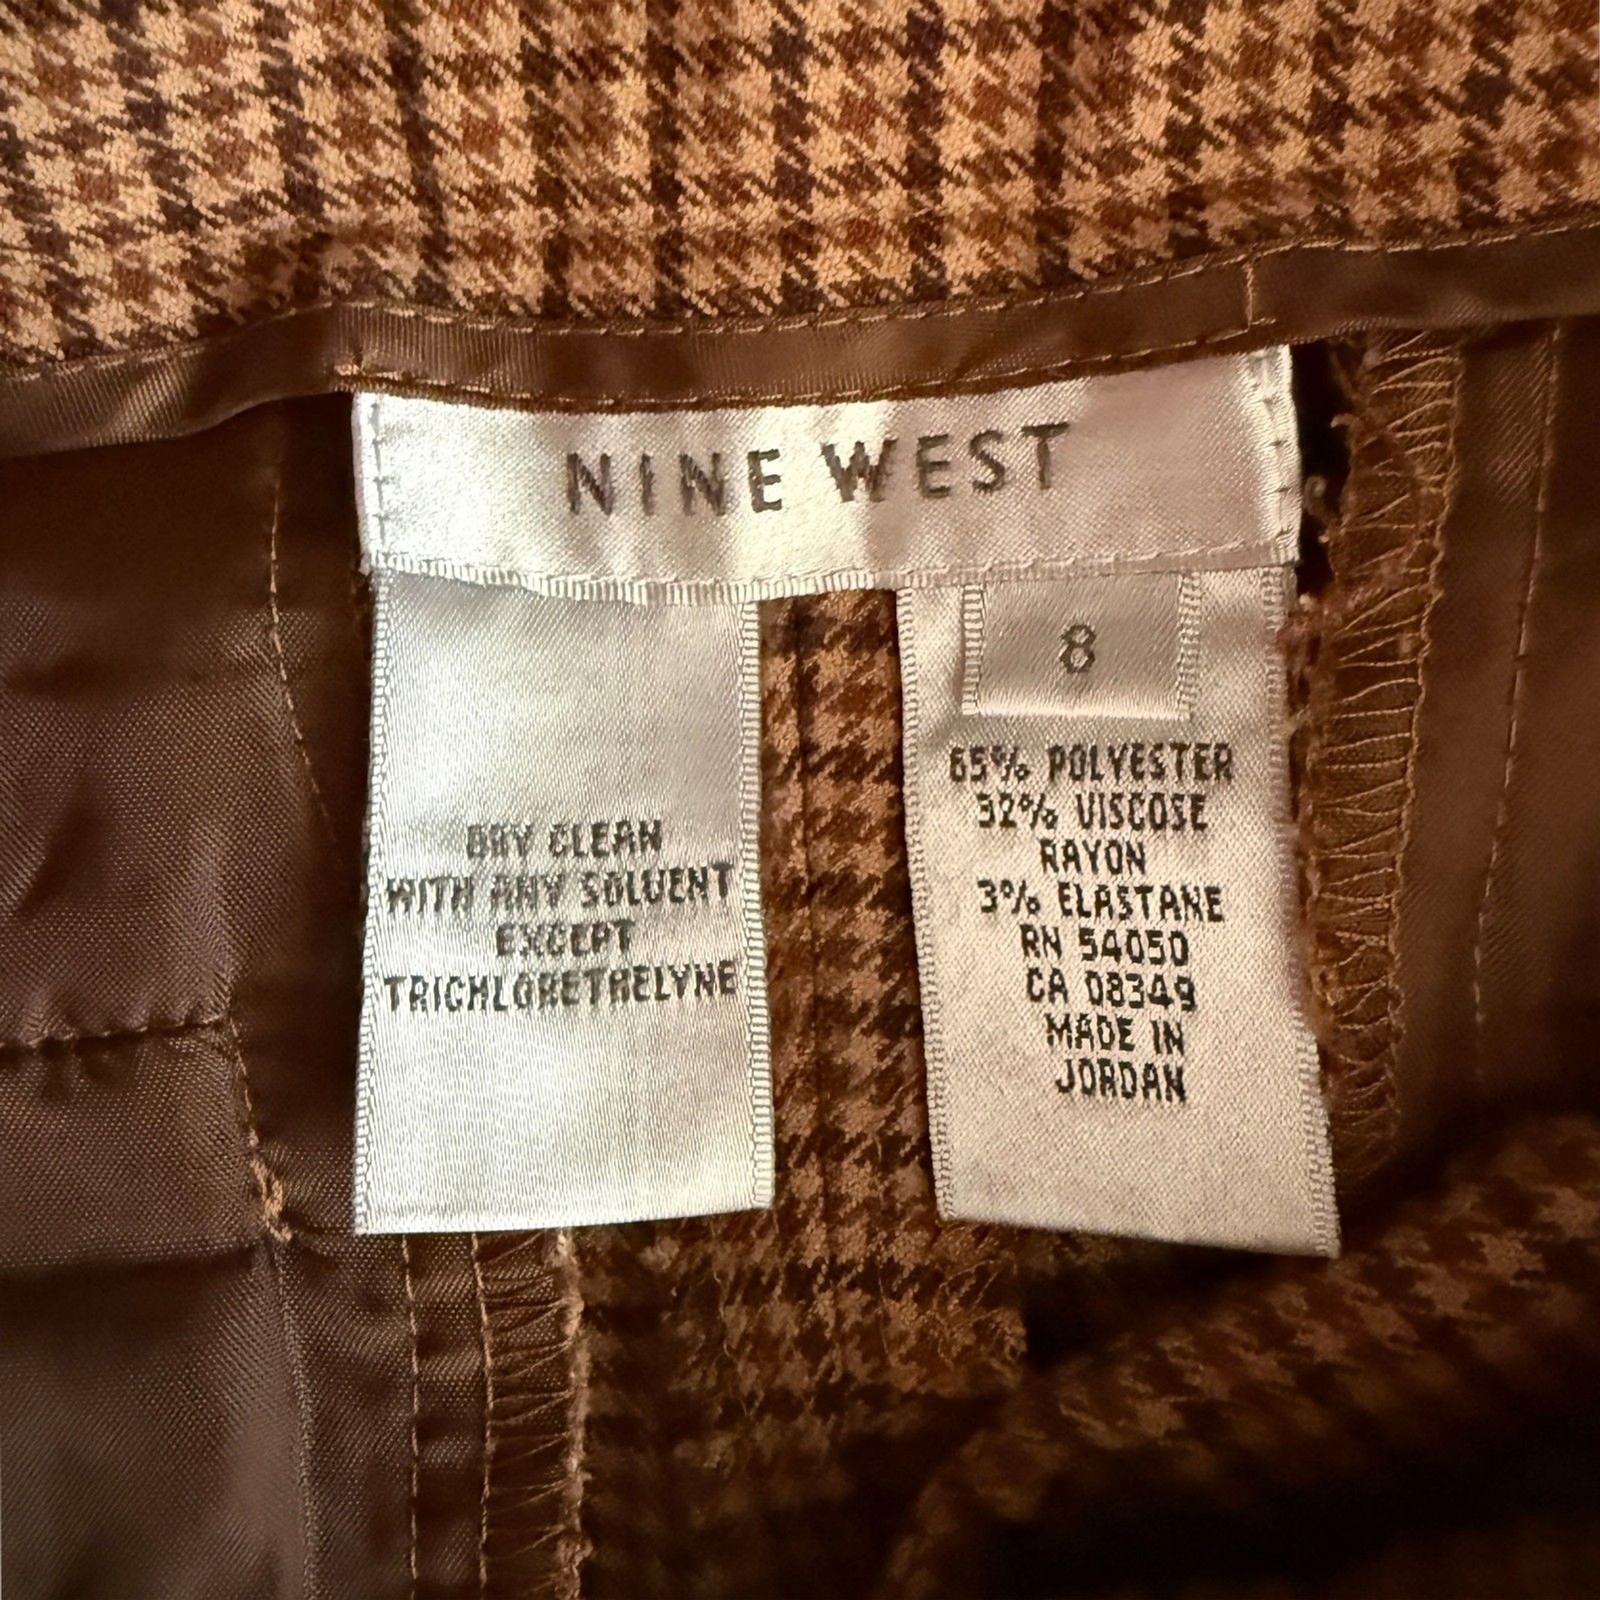 NINE WEST
DRY CLEAN
WITH ANY SOLVENT
EXCEPT
TRICHLORETHELYNE
8
65% POLYESTER
32% VISCOSE
RAYON
3% ELASTANE
RN 54050
CA 08349
MADE IN
JORDAN